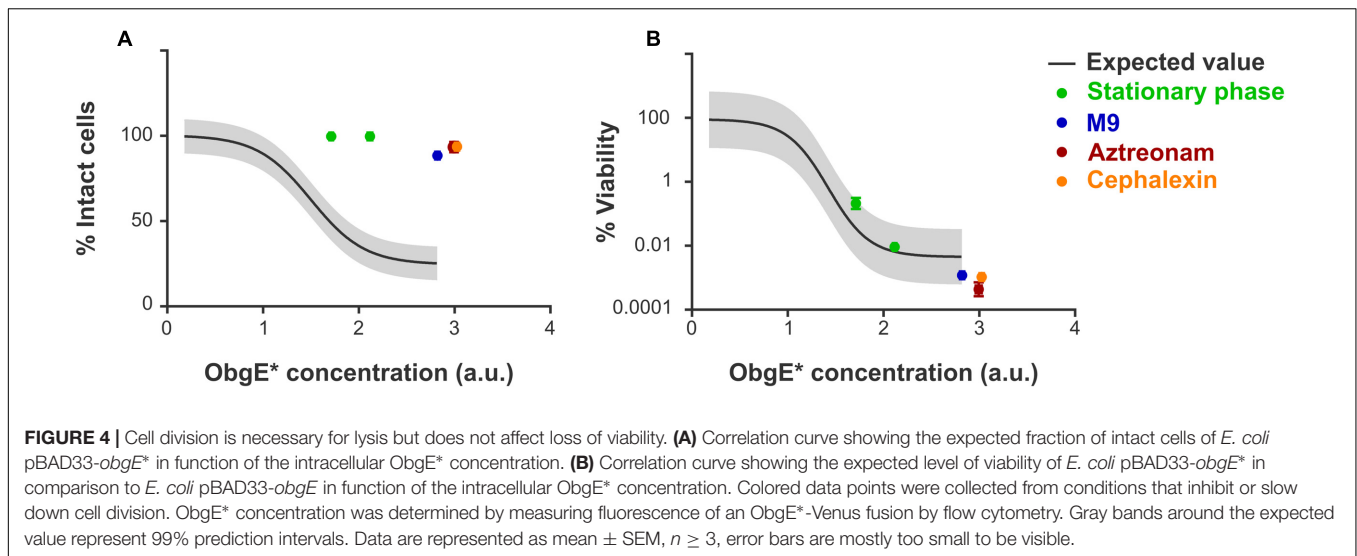 A
% Intact cells
100
50
0
0 1 2 3 4
ObgE* concentration (a.u.)
B
% Viability
100
1
0.01
0.0001
0 1 2 3 4
ObgE* concentration (a.u.)
Expected value
Stationary phase
M9
Aztreonam
Cephalexin
FIGURE 4 | Cell division is necessary for lysis but does not affect loss of viability. (A) Correlation curve showing the expected fraction of intact cells of E. coli
pBAD33-obgE* in function of the intracellular ObgE* concentration. (B) Correlation curve showing the expected level of viability of E. coli pBAD33-obgE* in
comparison to E. coli pBAD33-obgE in function of the intracellular ObgE* concentration. Colored data points were collected from conditions that inhibit or slow
down cell division. ObgE* concentration was determined by measuring fluorescence of an ObgE*-Venus fusion by flow cytometry. Gray bands around the expected
value represent 99% prediction intervals. Data are represented as mean ± SEM, n ≥ 3, error bars are mostly too small to be visible.